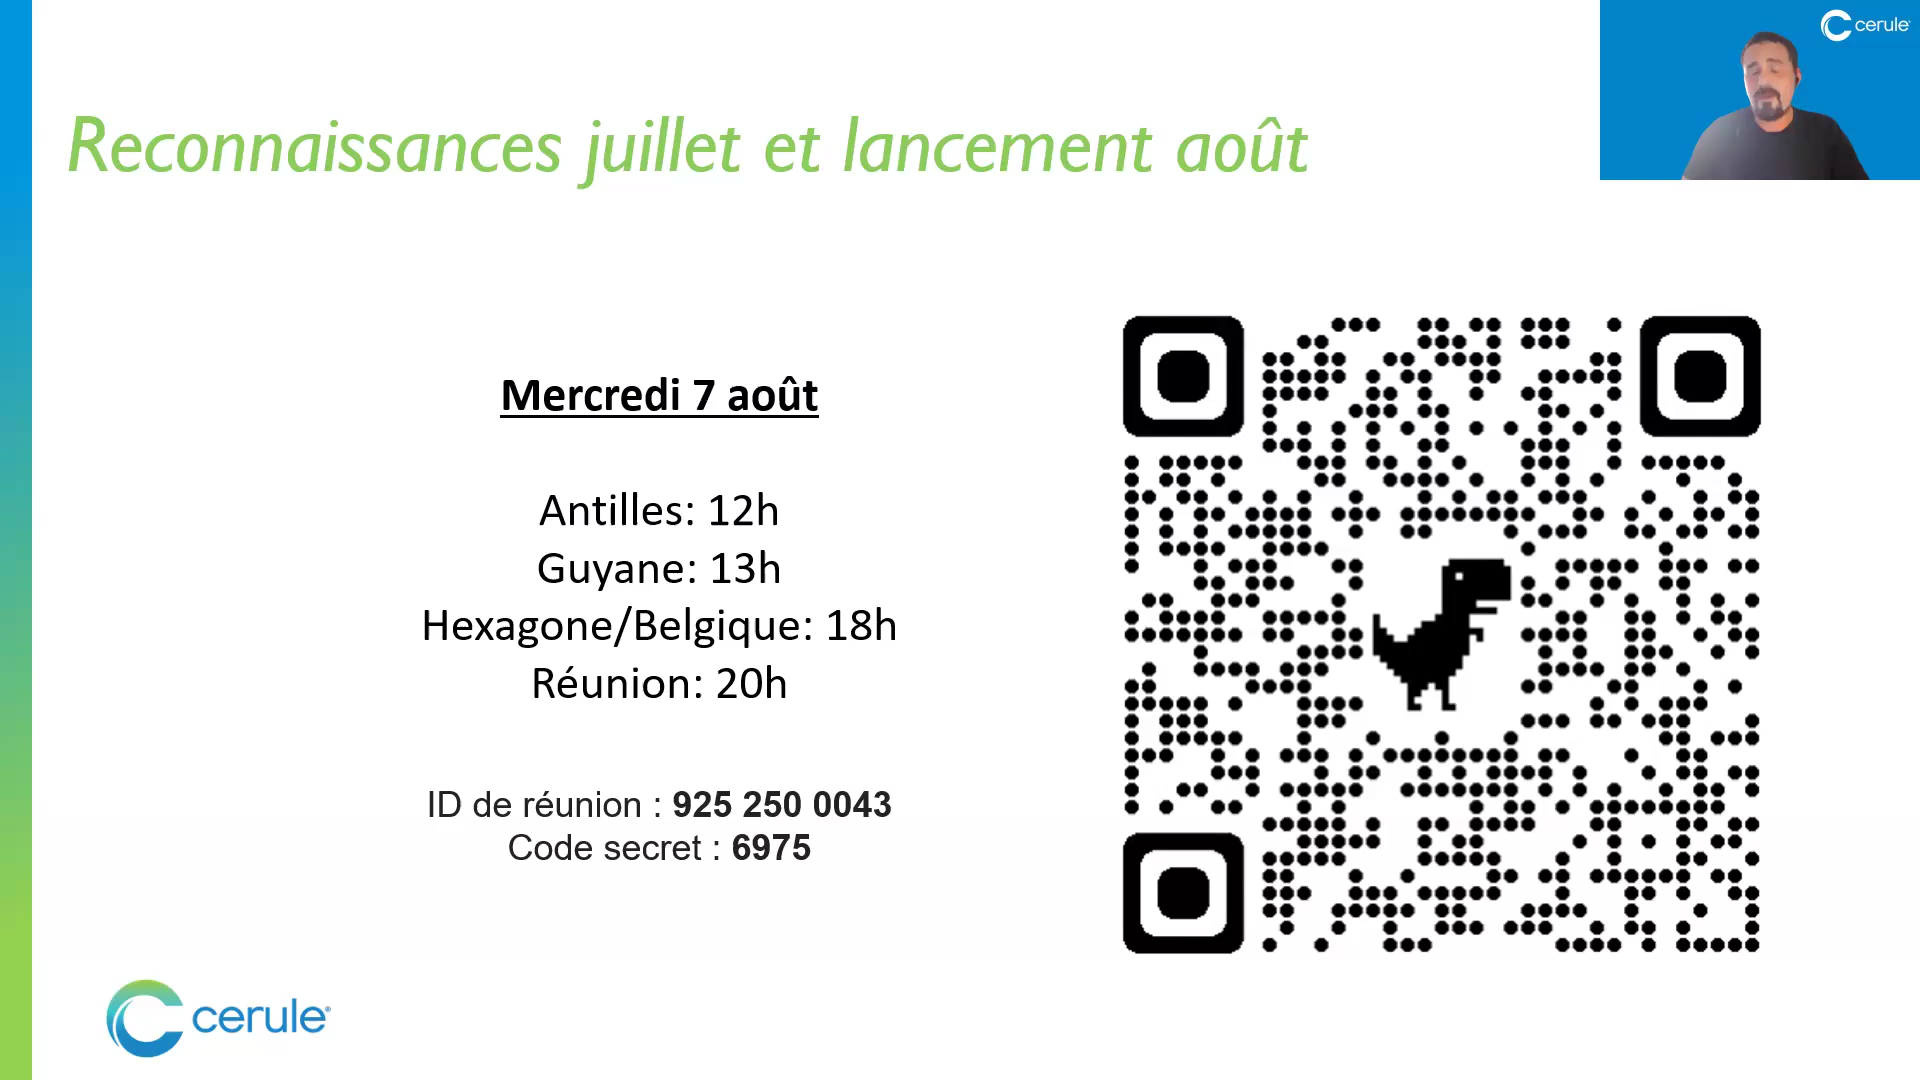 cerule
Reconnaissances juillet et lancement août
Mercredi 7 août
Antilles: 12h
Guyane: 13h
Hexagone/Belgique: 18h
Réunion: 20h
ID de réunion : 925 250 0043
Code secret : 6975
cerule®